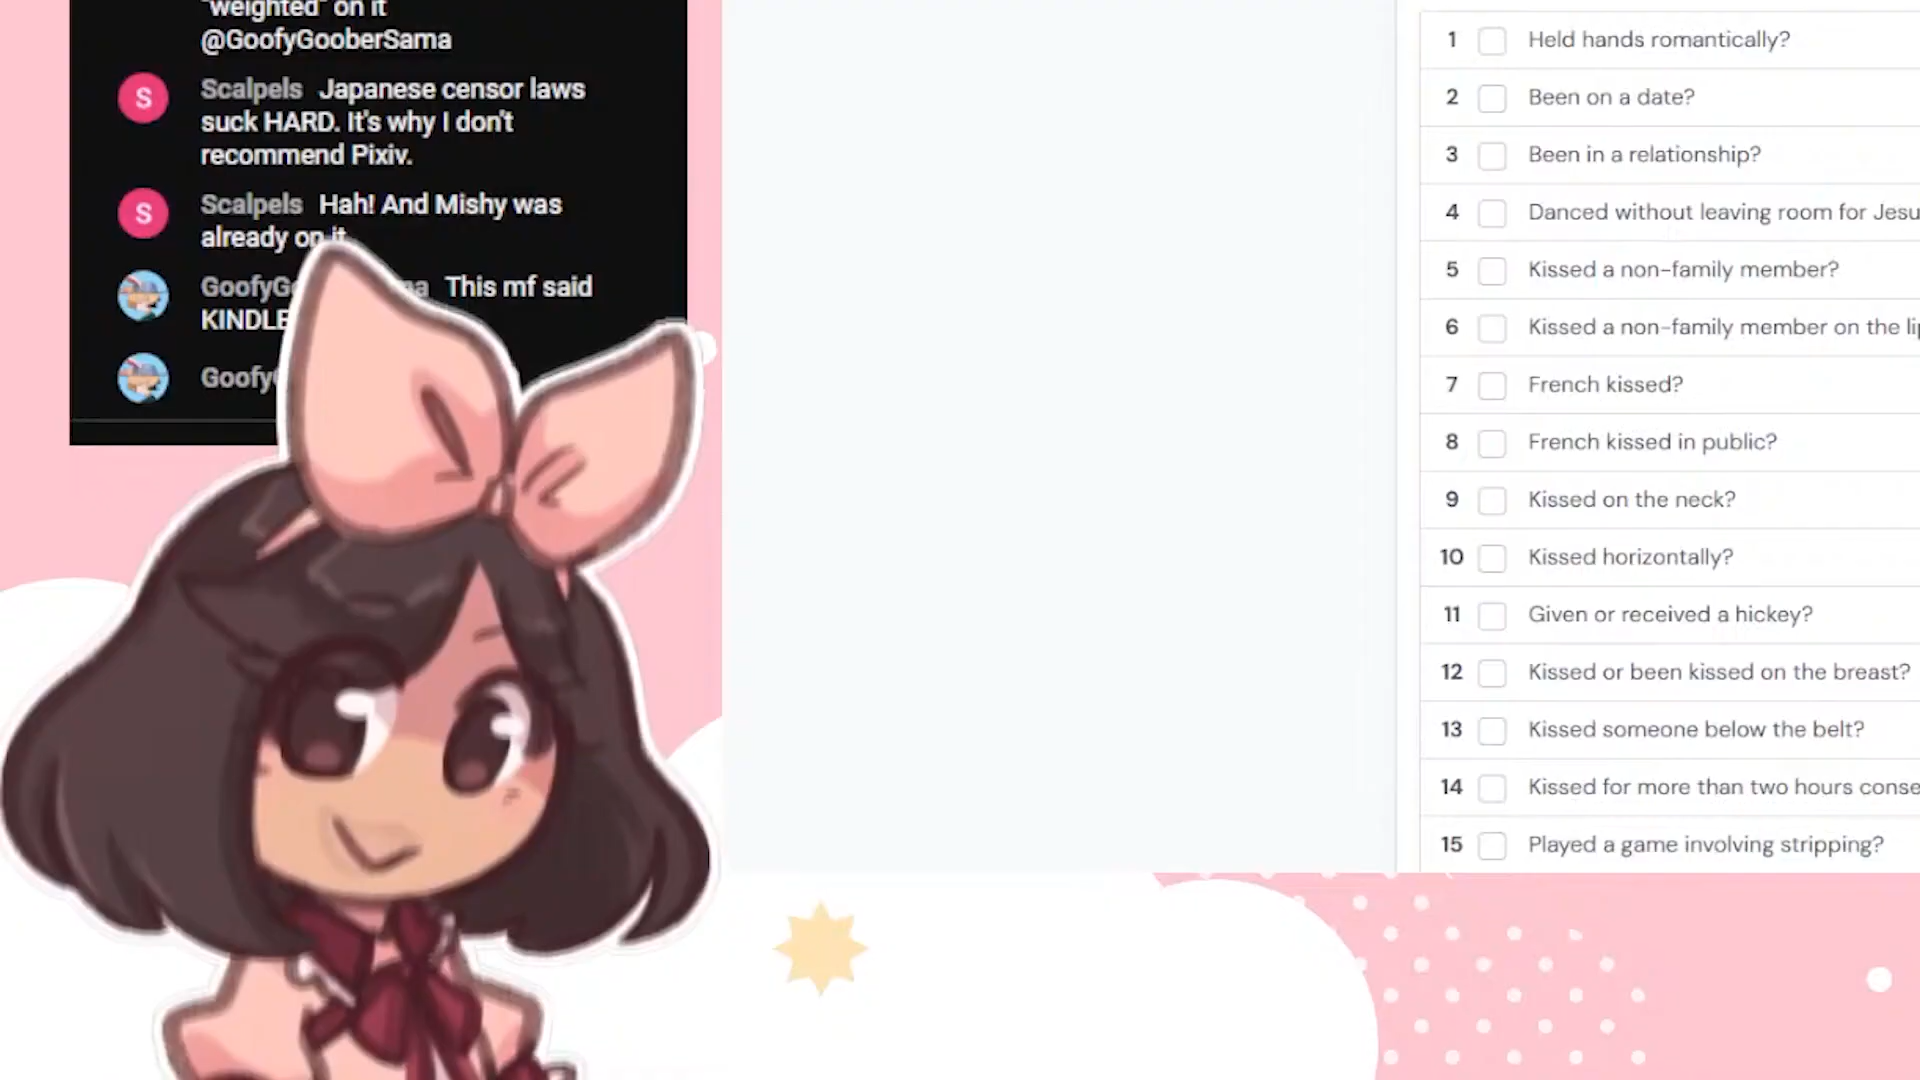 "weighted" on it
@GoofyGooberSama
S
Scalpels Japanese censor laws
suck HARD. It's why I don't
recommend Pixiv.
S
Scalpels Hah! And Mishy was
already on it
This mf said
1 Held hands romantically?
2 Been on a date?
3 Been in a relationship?
4 Danced without leaving room for Jesu
5 Kissed a non-family member?
6 Kissed a non-family member on the
7 French kissed?
8 French kissed in public?
9 Kissed on the neck?
10 Kissed horizontally?
11 Given or received a hickey?
12 Kissed or been kissed on the breast?
13 Kissed someone below the belt?
14 Kissed for more than two hours conse
15 Played a game involving stripping?